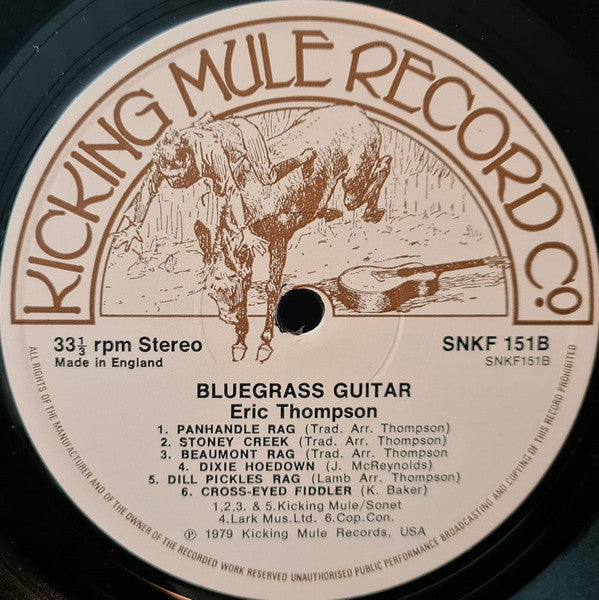 KICKING MULE RECORD CO.
33⅓ rpm Stereo
Made in England
SNKF 151B
SNKF151B
BLUEGRASS GUITAR
Eric Thompson
1. PANHANDLE RAG (Trad. Arr. Thompson)
2. STONEY CREEK (Trad. Arr. Thompson)
3. BEAUMONT RAG (Trad. Arr. Thompson
4. DIXIE HOEDOWN (J. McReynolds)
5. DILL PICKLES RAG (Lamb Arr. Thompson)
6. CROSS-EYED FIDDLER (K. Baker)
1,2,3. & 5.Kicking Mule/Sonet
4.Lark Mus.Ltd. 6.Cop.Con.
℗ 1979 Kicking Mule Records, USA
ALL RIGHTS OF THE MANUFACTURER AND OF THE OWNER OF THE RECORDED WORK RESERVED UNAUTHORISED PUBLIC PERFORMANCE BROADCASTING AND COPYING OF THIS RECORD PROHIBITED